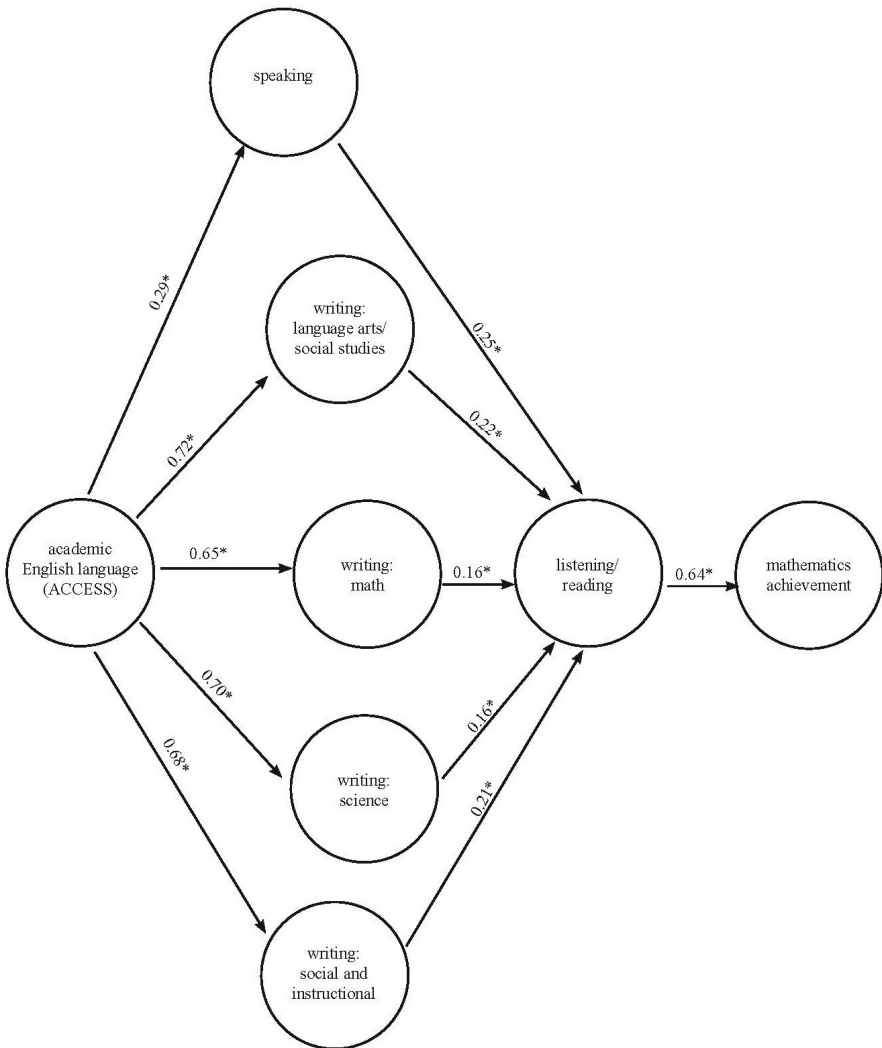 speaking
0.29*
0.25*
writing:
language arts/
social studies
0.72*
0.22*
academic
English language
(ACCESS)
0.65*
writing:
math
0.16*
listening/
reading
0.64*
mathematics
achievement
0.70*
0.16*
writing:
science
0.68*
0.21*
writing:
social and
instructional